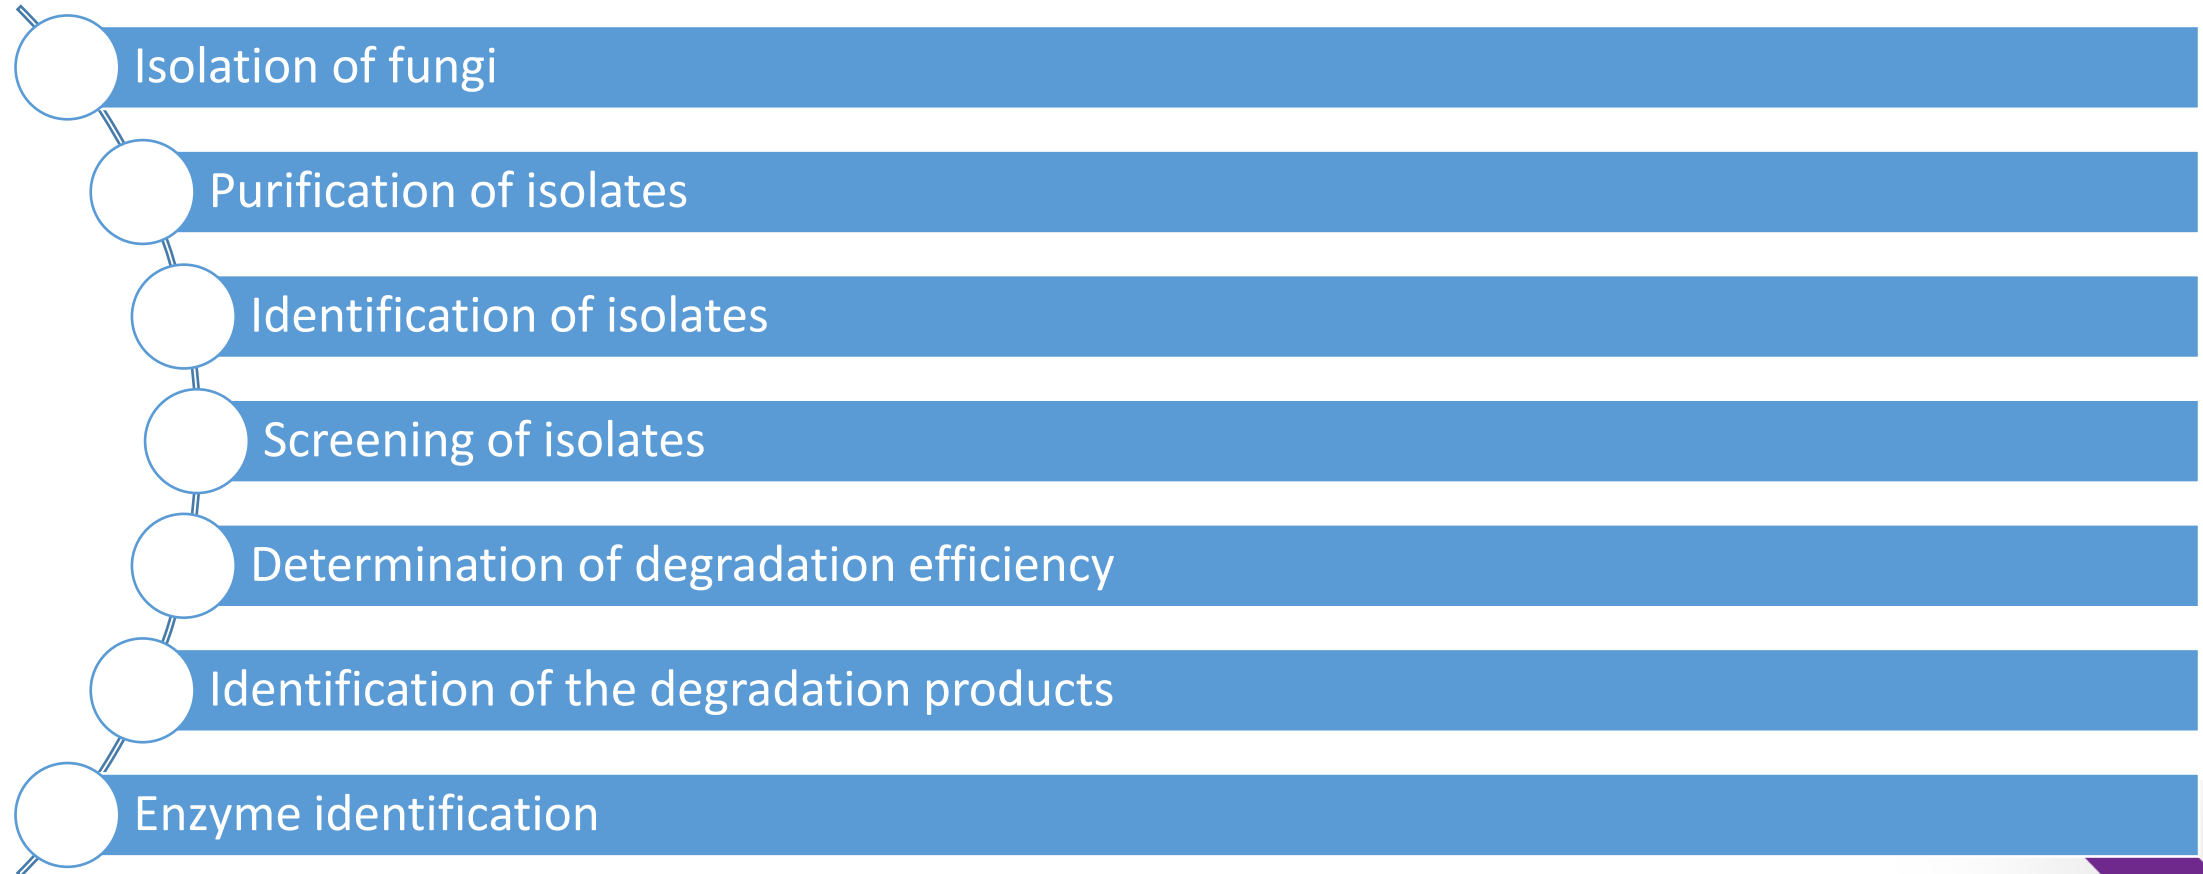 Isolation of fungi
Purification of isolates
Identification of isolates
Screening of isolates
Determination of degradation efficiency
Identification of the degradation products
Enzyme identification